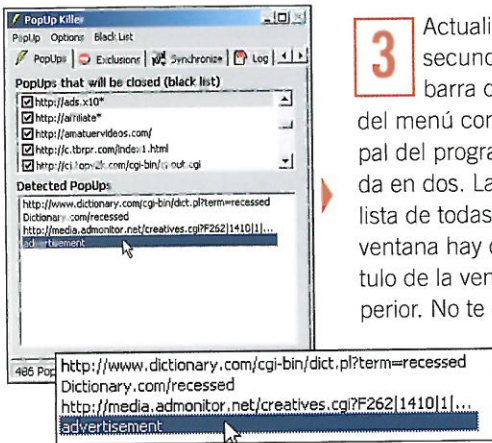 PopUp Killer
PopUp Options Black List
PopUps Exclusions Synchronize Log
PopUps that will be closed (black list)
http://ads.x10*
http://affiliate*
http://amatuervideos.com/
http://c.tbrpr.com/index1.html
Detected PopUps
http://www.dictionary.com/cgi-bin/dict.pl?term=recessed
Dictionary.com/recessed
http://media.admonitor.net/creatives.cgi?F262|1410|1|...
advertisement
486 Pop
http://www.dictionary.com/cgi-bin/dict.pl?term=recessed
Dictionary.com/recessed
http://media.admonitor.net/creatives.cgi?F262|1410|1|...
advertisement
3
Actuali
secund
barra d
del menú con
pal del progra
da en dos. La
lista de todas
ventana hay d
tulo de la ven
perior. No te